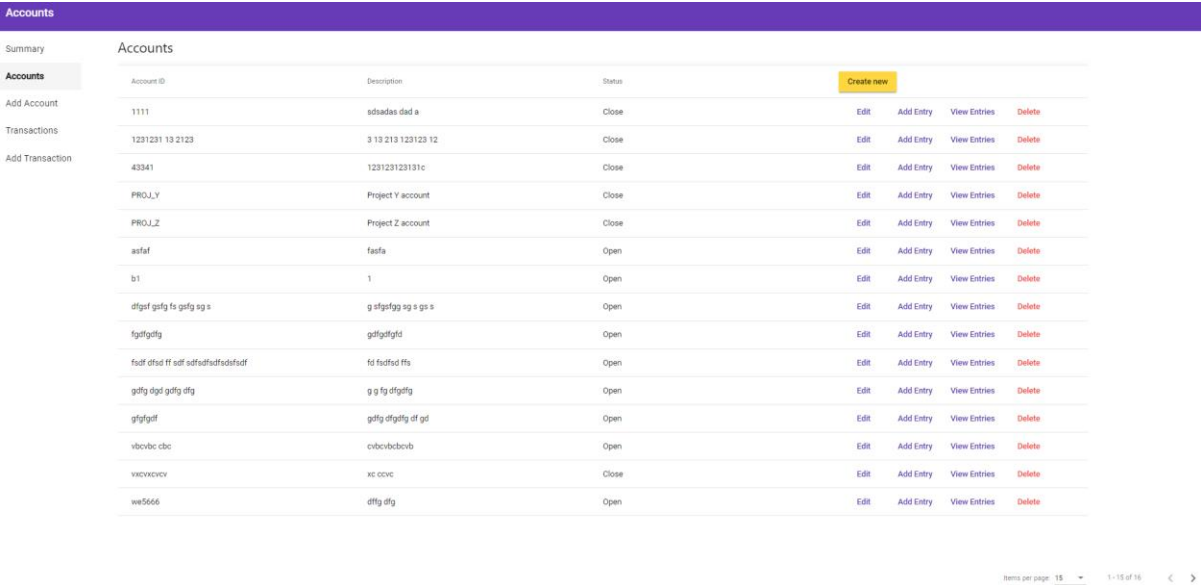 Accounts
Summary
Accounts
Add Account
Transactions
Add Transaction
Accounts
Account ID Description Status Create new
1111 sdsadas dad a Close Edit Add Entry View Entries Delete
1231231 13 2123 3 13 213 123123 12 Close Edit Add Entry View Entries Delete
43341 123123123131c Close Edit Add Entry View Entries Delete
PROJ_Y Project Y account Close Edit Add Entry View Entries Delete
PROJ_Z Project Z account Close Edit Add Entry View Entries Delete
asfaf fasfa Open Edit Add Entry View Entries Delete
b1 1 Open Edit Add Entry View Entries Delete
dfgsf gsfg fs gsfg sg s g sfgsfgg sg s gs s Open Edit Add Entry View Entries Delete
fgdfgdfg gdfgdfgfd Open Edit Add Entry View Entries Delete
fsdf dfsd ff sdf sdfsdfsdfsdsfsdf fd fsdfsd ffs Open Edit Add Entry View Entries Delete
gdfg dgd gdfg dfg g g fg dfgdfg Open Edit Add Entry View Entries Delete
gfgfgdf gdfg dfgdfg df gd Open Edit Add Entry View Entries Delete
vbcvbc cbc cvbcvbcbcvb Open Edit Add Entry View Entries Delete
vxcvxcvcv xc ccvc Close Edit Add Entry View Entries Delete
we5666 dffg dfg Open Edit Add Entry View Entries Delete
Items per page 15 1 - 15 of 16